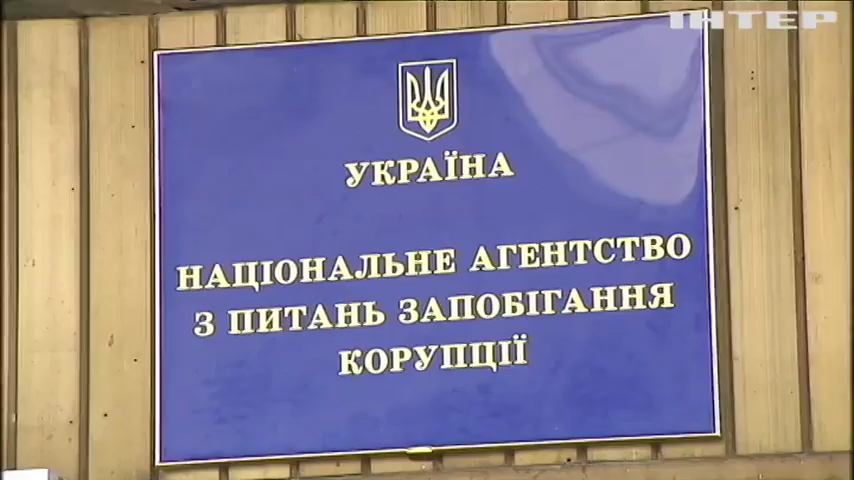 ІНТЕР
УКРАЇНА
НАЦІОНАЛЬНЕ АГЕНТСТВО
З ПИТАНЬ ЗАПОБІГАННЯ
КОРУПЦІЇ